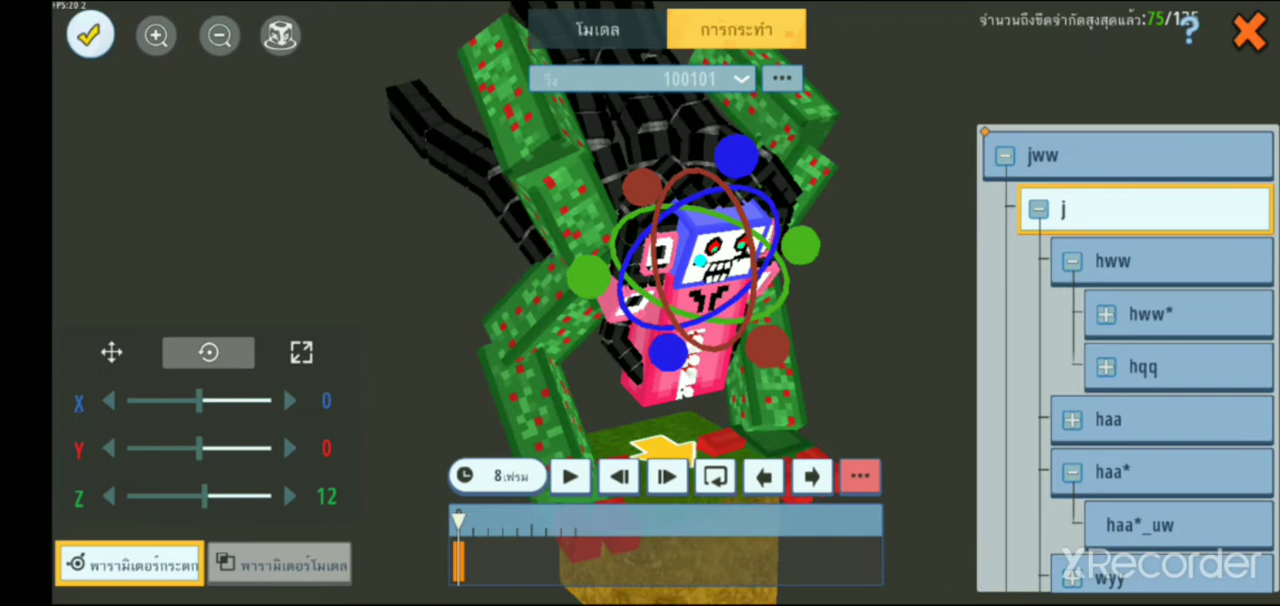 FPS:20.2
โมเดล
การกระทำ
จำนวนถึงขีดจำกัดสูงสุดแล้ว:75/125
?
วิ่ง 100101
jww
j
hww
hww*
hqq
haa
haa*
haa*_uw
wyy
X 0
Y 0
Z 12
8เฟรม
พารามิเตอร์กระดูก
พารามิเตอร์โมเดล
XRecorder